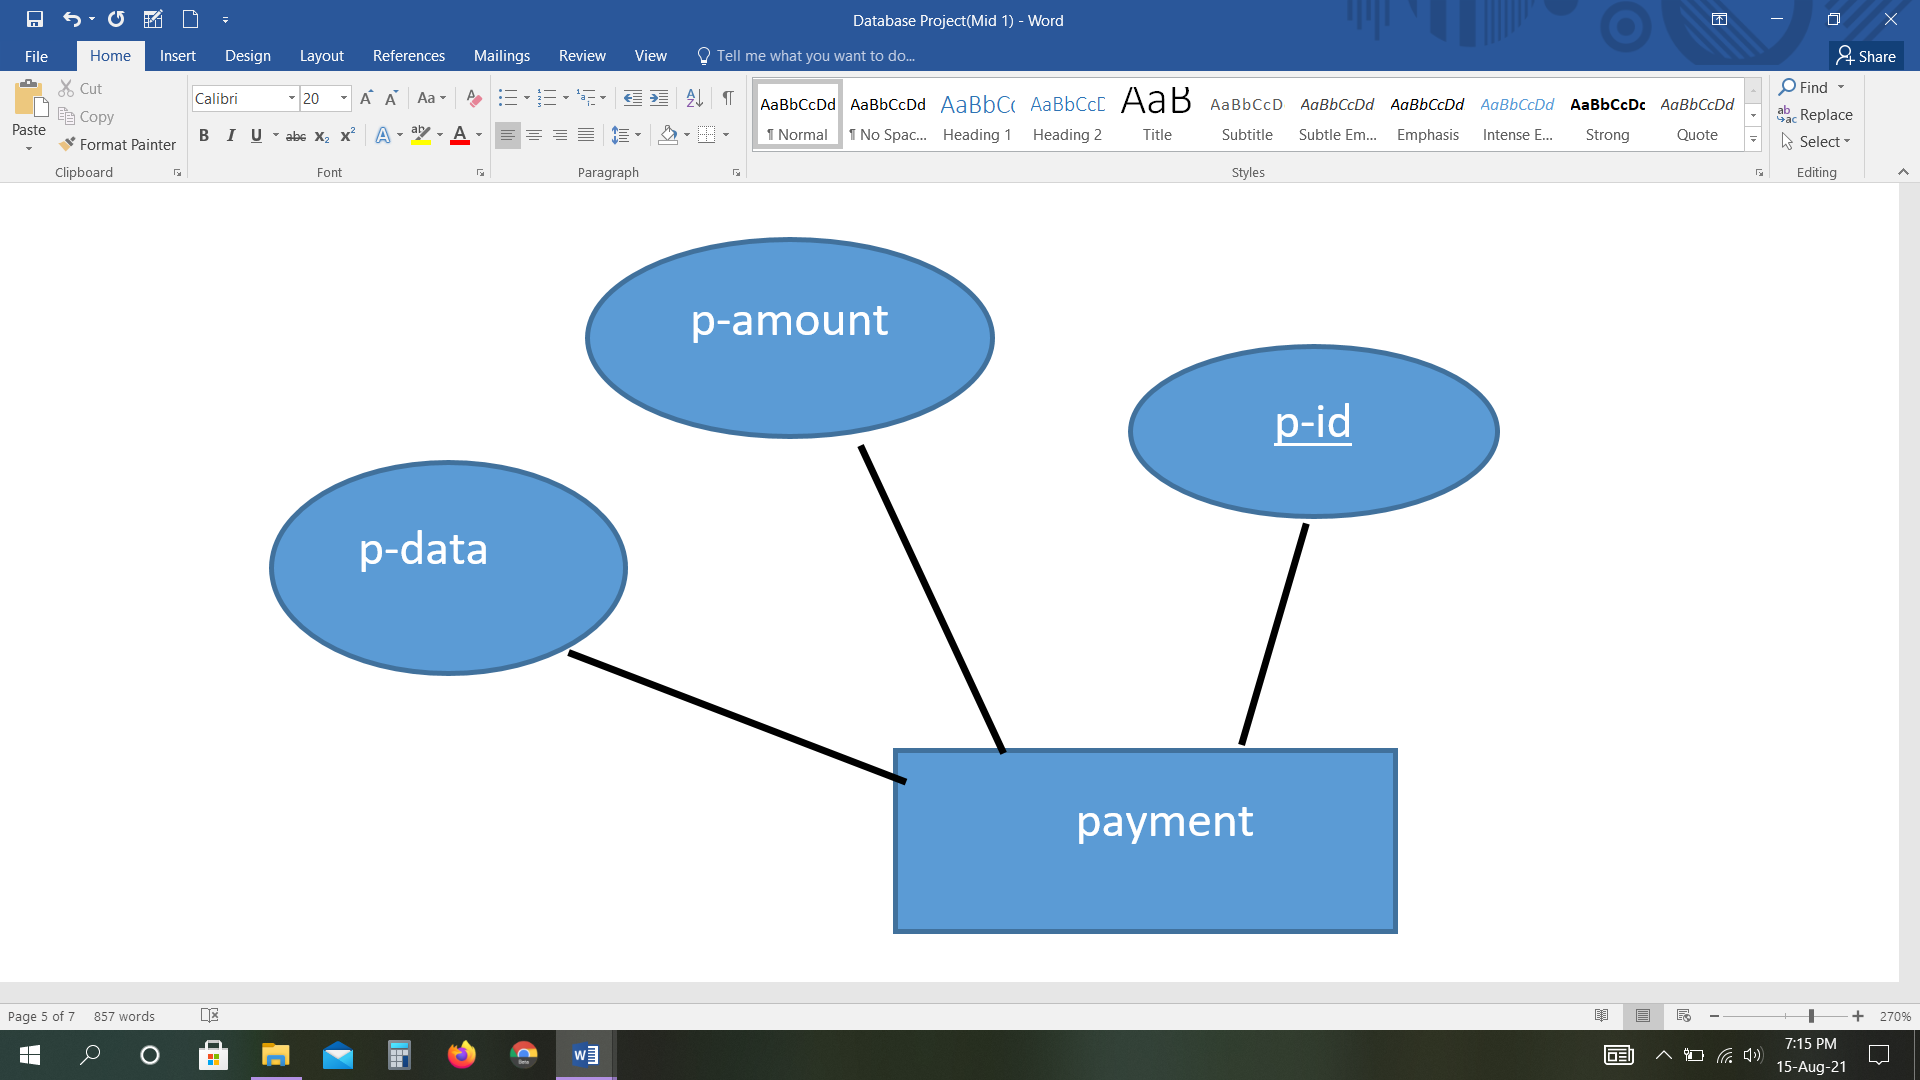 Database Project(Mid 1) - Word
File Home Insert Design Layout References Mailings Review View Tell me what you want to do... Share
Paste
Cut
Copy
Format Painter
Clipboard
Calibri 20
Font
Paragraph
AaBbCcDd AaBbCcDd AaBbCc AaBbCcD AaB AaBbCcD AaBbCcDd AaBbCcDd AaBbCcDd AaBbCcDc AaBbCcDd
¶ Normal ¶ No Spac... Heading 1 Heading 2 Title Subtitle Subtle Em... Emphasis Intense E... Strong Quote
Styles
Find
Replace
Select
Editing
p-amount
p-id
p-data
payment
Page 5 of 7 857 words 270%
7:15 PM
15-Aug-21